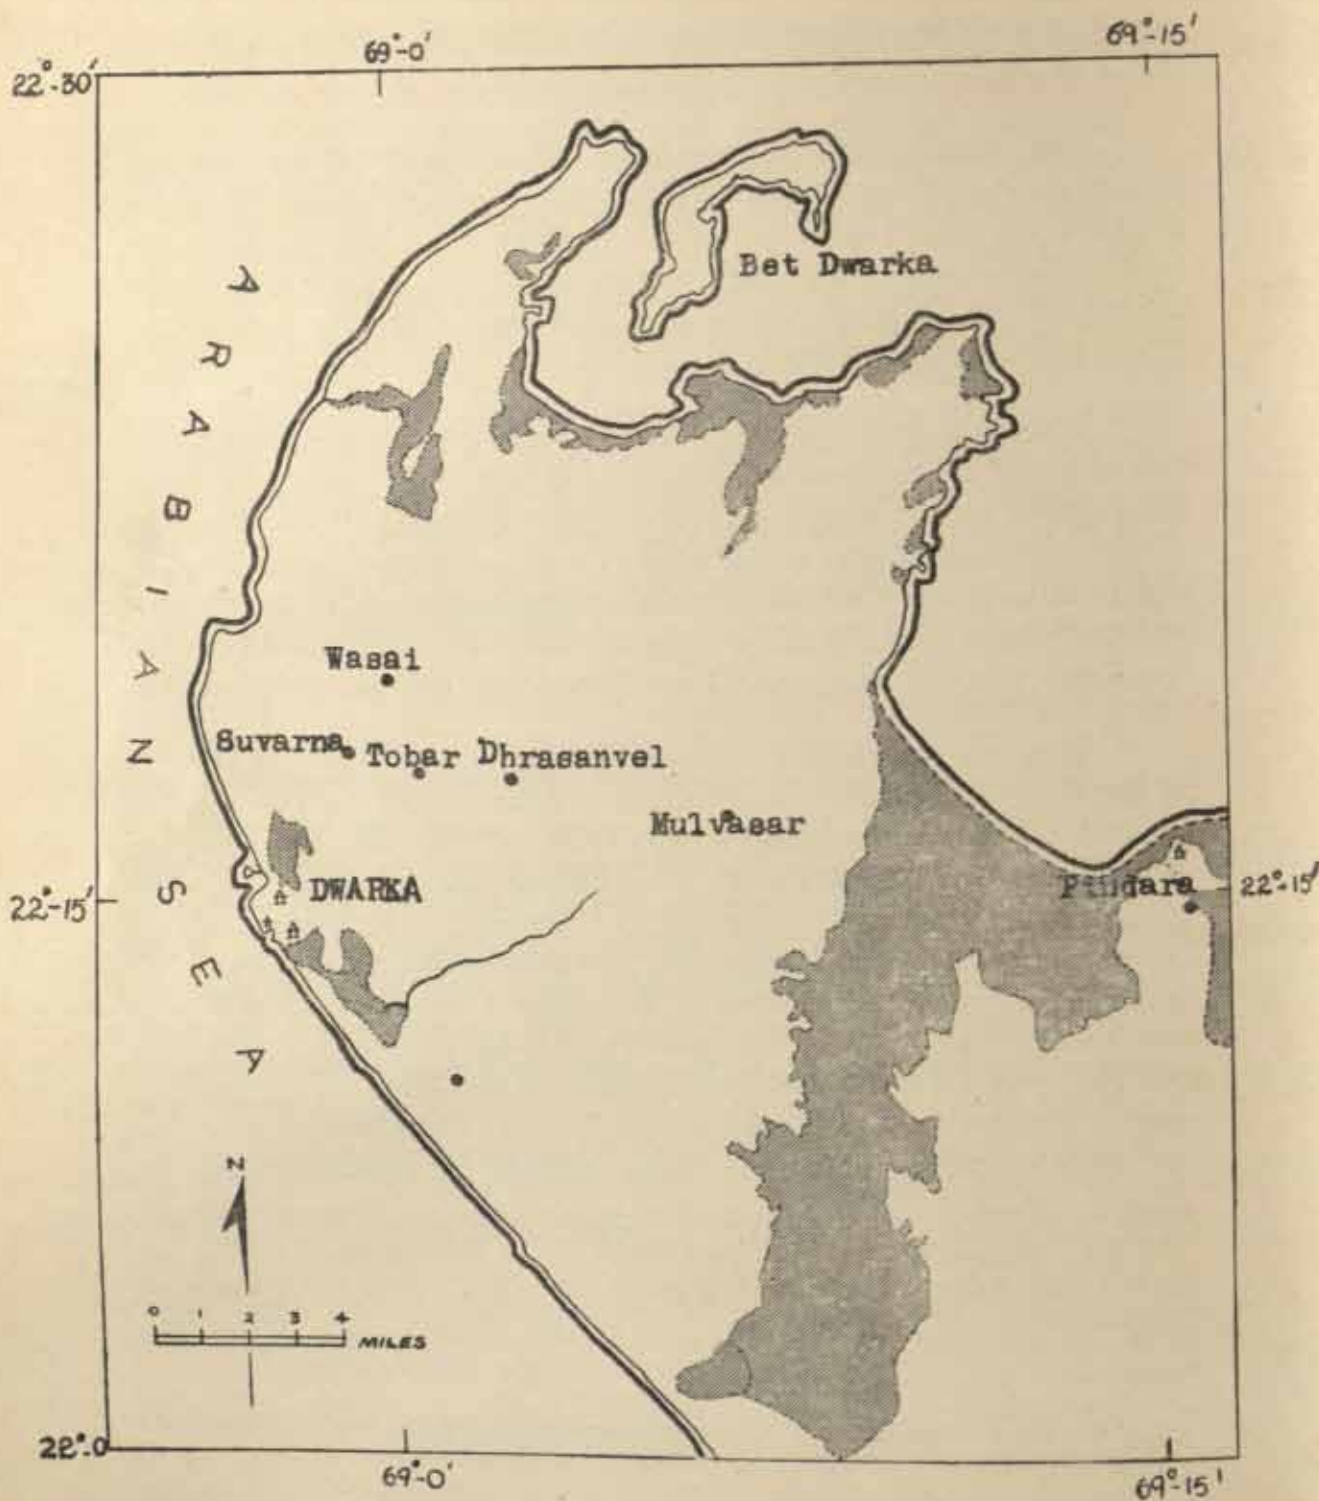 69°-0'
69°-15'
22°-30'
ARABIAN SEA
Bet Dwarka
Wasai
Suvarna
Tobar
Dhrasanvel
Mulvasar
DWARKA
Pindara
22°-15'
22°-15'
N
0 1 2 3 4
MILES
22°-0
69°-0'
69°-15'